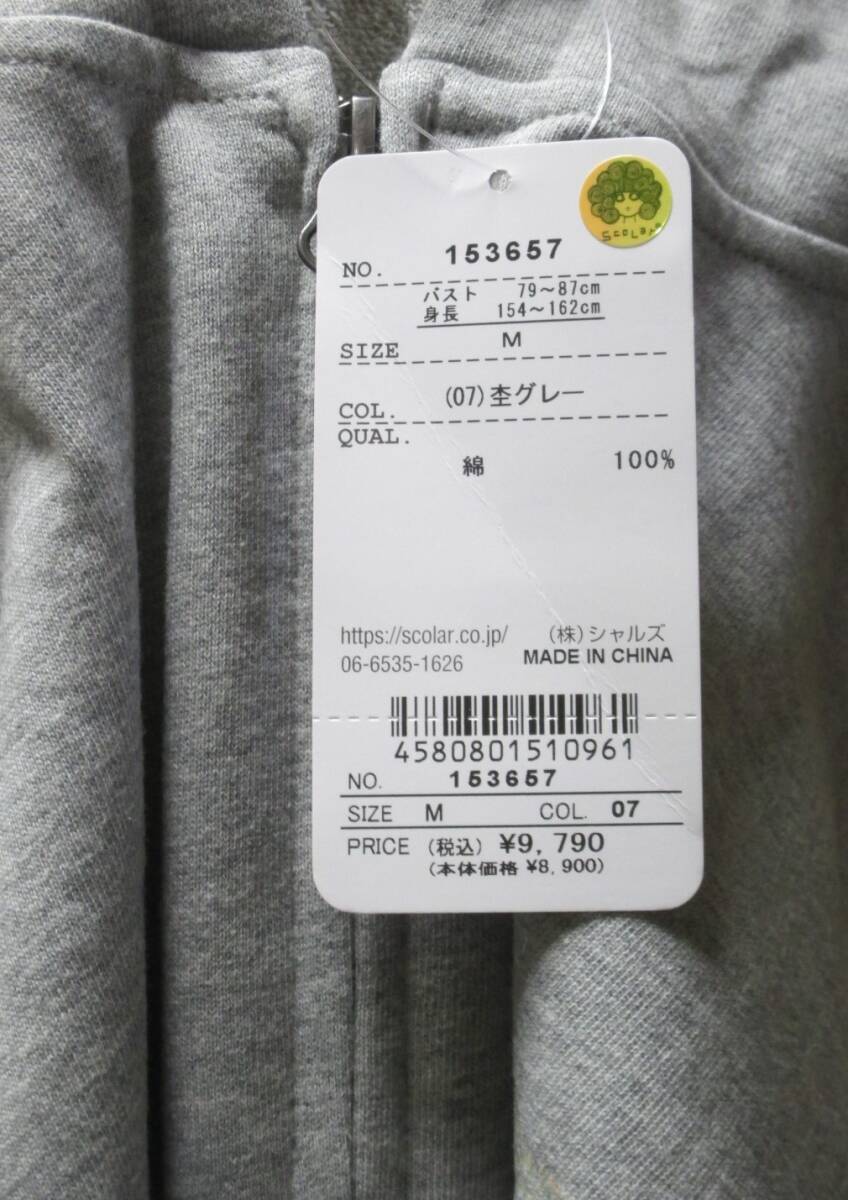 ScoLar
NO. 153657
バスト 79～87cm
身長 154～162cm
SIZE M
COL. (07)杢グレー
QUAL.
綿 100%
https://scolar.co.jp/ (株)シャルズ
06-6535-1626 MADE IN CHINA
4580801510961
NO. 153657
SIZE M COL. 07
PRICE (税込) ¥9,790
(本体価格 ¥8,900)